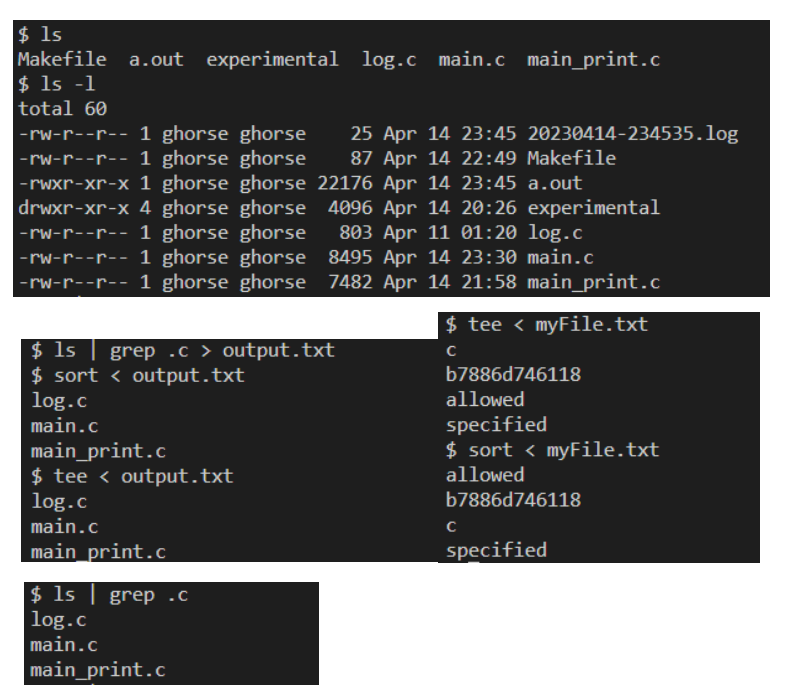 $ ls
Makefile  a.out  experimental  log.c  main.c  main_print.c
$ ls -l
total 60
-rw-r--r-- 1 ghorse ghorse    25 Apr 14 23:45 20230414-234535.log
-rw-r--r-- 1 ghorse ghorse    87 Apr 14 22:49 Makefile
-rwxr-xr-x 1 ghorse ghorse 22176 Apr 14 23:45 a.out
drwxr-xr-x 4 ghorse ghorse  4096 Apr 14 20:26 experimental
-rw-r--r-- 1 ghorse ghorse   803 Apr 11 01:20 log.c
-rw-r--r-- 1 ghorse ghorse  8495 Apr 14 23:30 main.c
-rw-r--r-- 1 ghorse ghorse  7482 Apr 14 21:58 main_print.c
$ ls | grep .c > output.txt
$ sort < output.txt
log.c
main.c
main_print.c
$ tee < output.txt
log.c
main.c
main_print.c
$ tee < myFile.txt
c
b7886d746118
allowed
specified
$ sort < myFile.txt
allowed
b7886d746118
c
specified
$ ls | grep .c
log.c
main.c
main_print.c